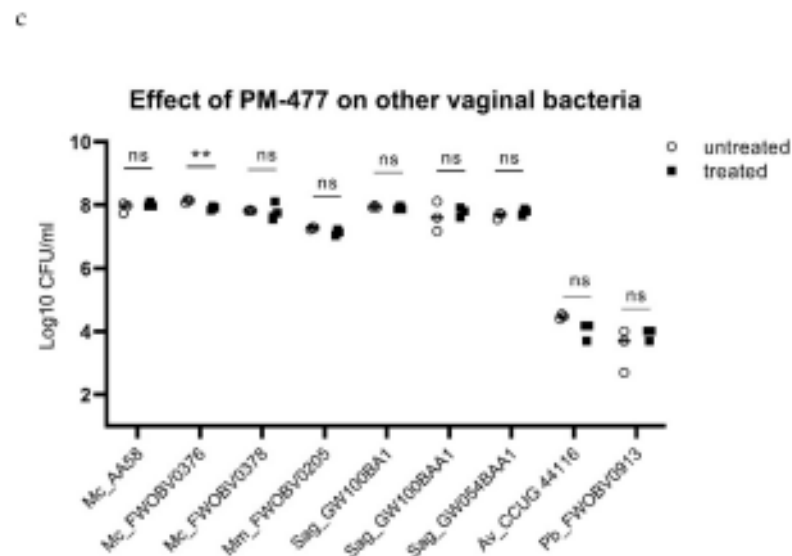 c
Effect of PM-477 on other vaginal bacteria
untreated
treated
10
8
6
4
2
Log10 CFU/ml
ns
**
ns
ns
ns
ns
ns
ns
ns
Mc_AA58
Mc_FWOBV0376
Mc_FWOBV0378
Mm_FWOBV0205
Sag_GW100BA1
Sag_GW100BAA1
Sag_GW054BAA1
Av_CCUG 44116
Pb_FWOBV0913